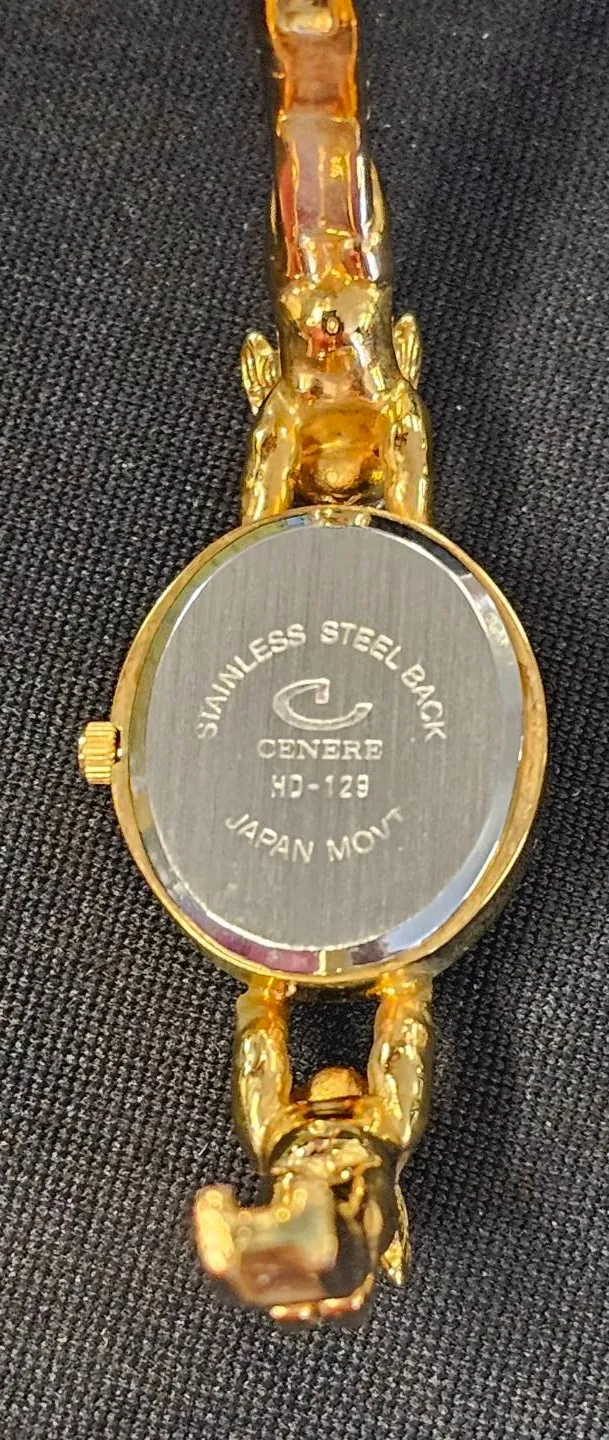 STAINLESS STEEL BACK
CENERE
HD-129
JAPAN MOVT